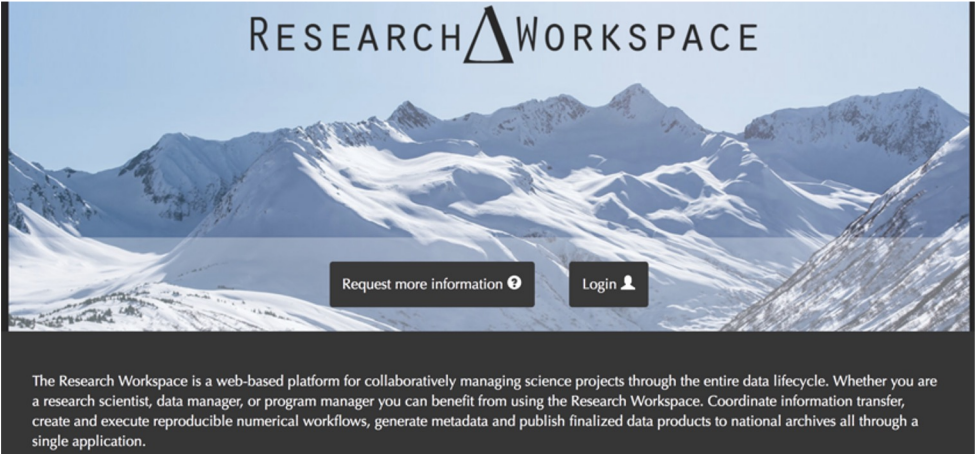 RESEARCH WORKSPACE
Request more information
Login
The Research Workspace is a web-based platform for collaboratively managing science projects through the entire data lifecycle. Whether you are
a research scientist, data manager, or program manager you can benefit from using the Research Workspace. Coordinate information transfer,
create and execute reproducible numerical workflows, generate metadata and publish finalized data products to national archives all through a
single application.